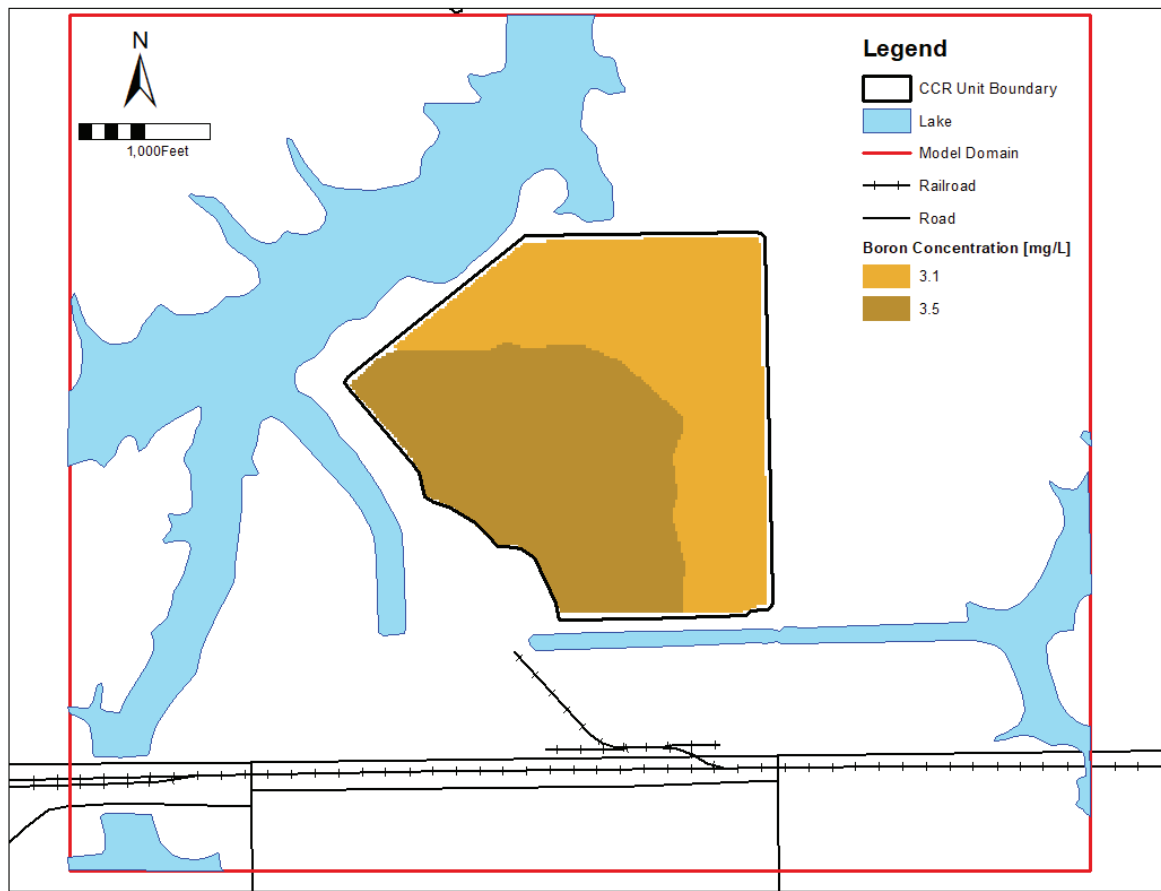 N
1,000Feet
Legend
CCR Unit Boundary
Lake
Model Domain
Railroad
Road
Boron Concentration [mg/L]
3.1
3.5